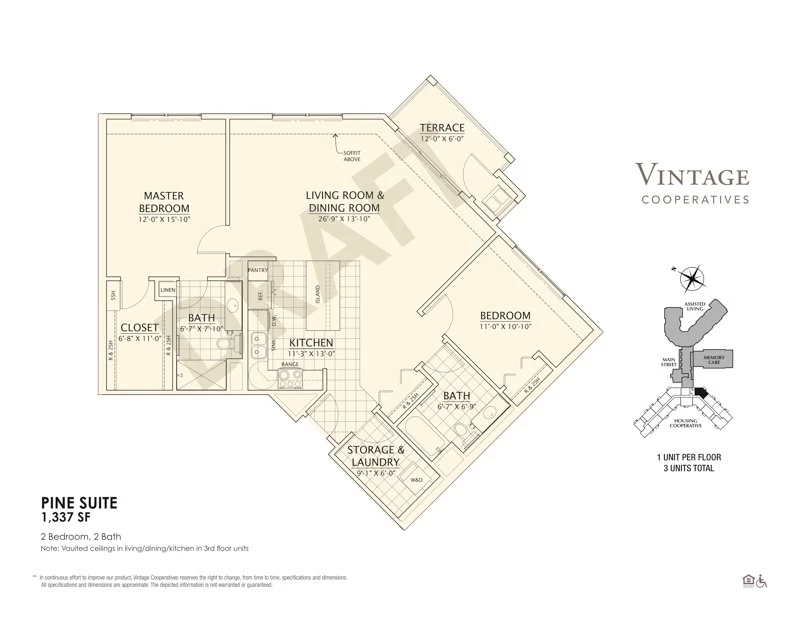 TERRACE
12'-0" X 6'-0"
SOFFIT
ABOVE
MASTER
BEDROOM
12'-0" X 15'-10"
LIVING ROOM &
DINING ROOM
26'-9" X 13'-10"
DRAFT
VINTAGE
COOPERATIVES
PANTRY
LINEN
5SH
REF.
ISLAND
D.W.
SINK
BATH
6'-7" X 7'-10"
CLOSET
6'-8" X 11'-0"
R & 2SH
R & 2SH
KITCHEN
11'-3" X 13'-0"
RANGE
BEDROOM
11'-0" X 10'-10"
R & 2SH
R & 2SH
BATH
6'-7" X 6'-9"
STORAGE &
LAUNDRY
9'-1" X 6'-0"
W&D
N
ASSISTED
LIVING
MAIN
STREET
MEMORY
CARE
HOUSING
COOPERATIVE
1 UNIT PER FLOOR
3 UNITS TOTAL
PINE SUITE
1,337 SF
2 Bedroom, 2 Bath
Note: Vaulted ceilings in living/dining/kitchen in 3rd floor units
** In continuous effort to improve our product, Vintage Cooperatives reserves the right to change, from time to time, specifications and dimensions.
All specifications and dimensions are approximate. The depicted information is not warranted or guaranteed.